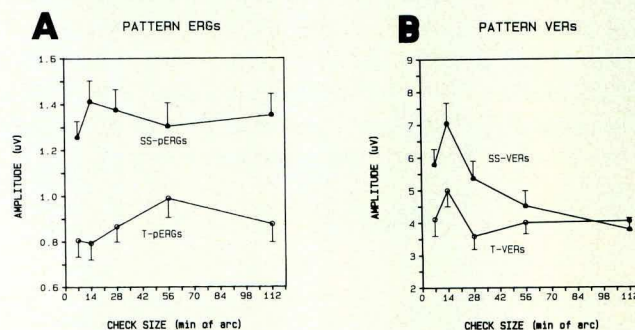 A
PATTERN ERGs
AMPLITUDE (uV)
1.6
1.4
1.2
1.0
0.8
0.6
SS-pERGs
T-pERGs
0 14 28 42 56 70 84 98 112
CHECK SIZE (min of arc)
B
PATTERN VERs
AMPLITUDE (uV)
9
8
7
6
5
4
3
2
SS-VERs
T-VERs
0 14 28 42 56 70 84 98 112
CHECK SIZE (min of arc)